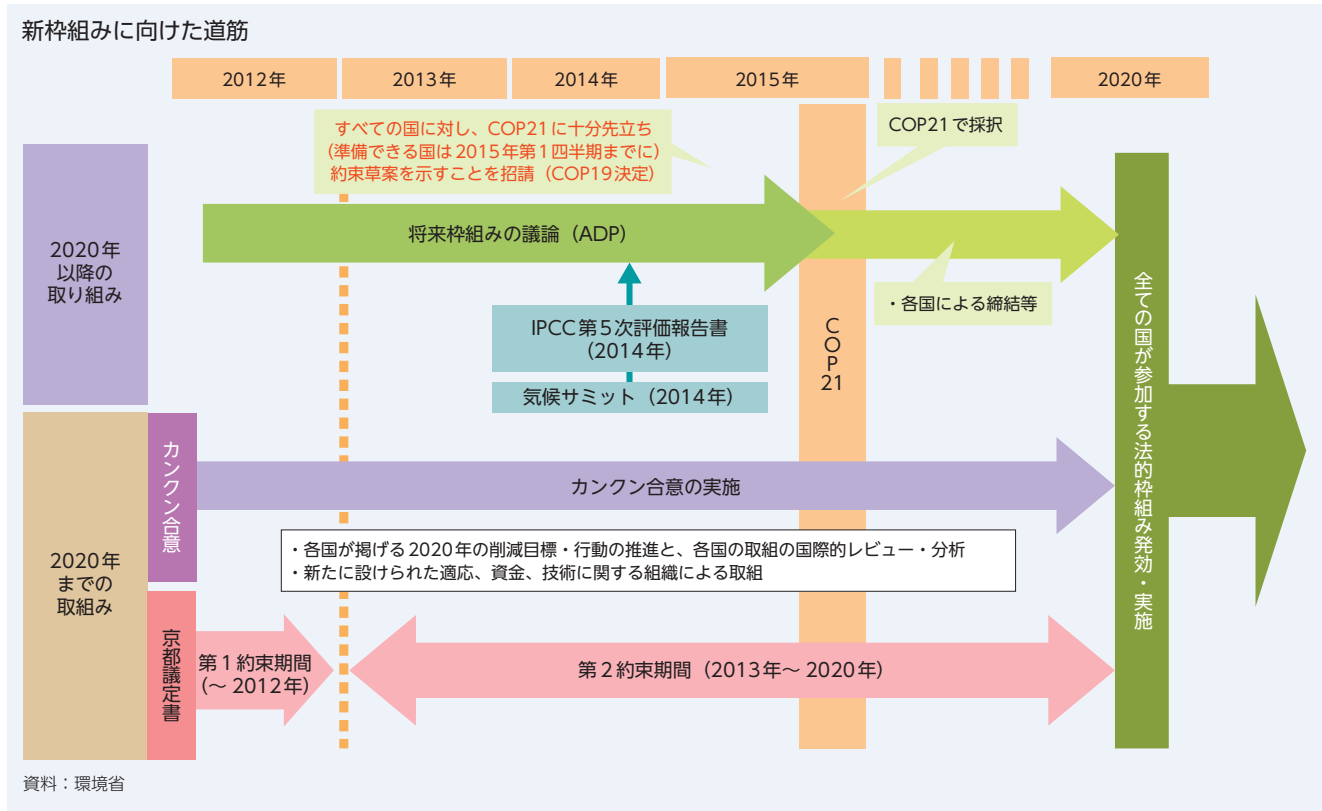 新枠組みに向けた道筋
2012年
2013年
2014年
2015年
2020年
すべての国に対し、COP21に十分先立ち
(準備できる国は2015年第1四半期までに)
約束草案を示すことを招請(COP19決定)
COP21で採択
2020年
以降の
取り組み
将来枠組みの議論(ADP)
・各国による締結等
IPCC第5次評価報告書
(2014年)
気候サミット(2014年)
COP21
全ての国が参加する法的枠組み発効・実施
2020年
までの
取組み
カンクン合意
カンクン合意の実施
・各国が掲げる2020年の削減目標・行動の推進と、各国の取組の国際的レビュー・分析
・新たに設けられた適応、資金、技術に関する組織による取組
京都議定書
第1約束期間
(~2012年)
第2約束期間(2013年~2020年)
資料:環境省